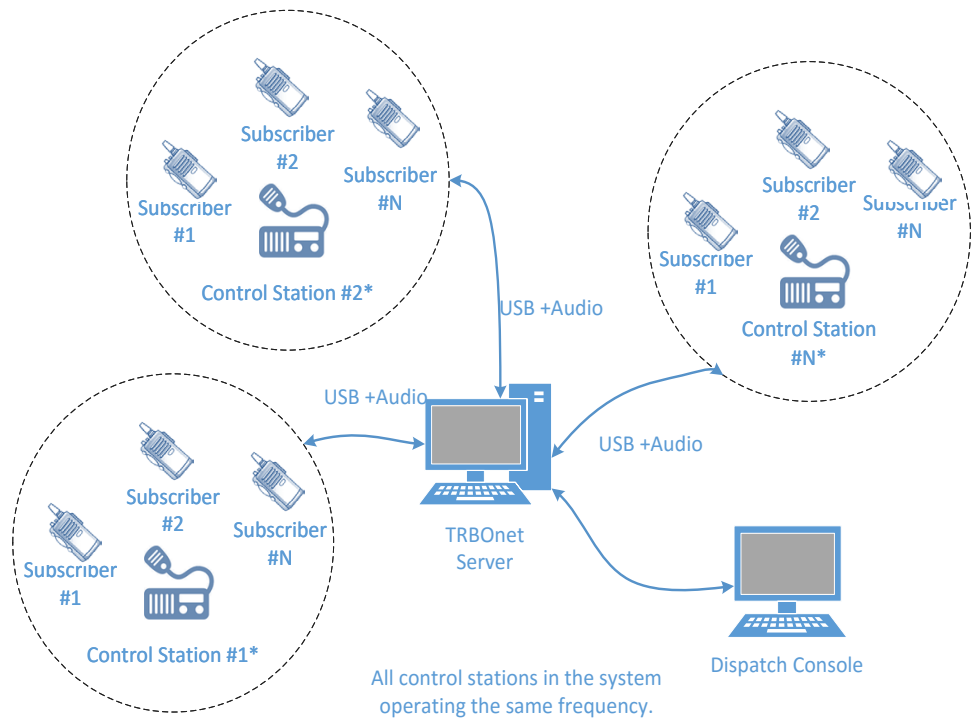 Subscriber
#2
Subscriber
#1
Subscriber
#N
Control Station #2*
Subscriber
#2
Subscriber
#N
Subscriber
#1
Control Station
#N*
USB +Audio
USB +Audio
USB +Audio
Subscriber
#2
Subscriber
#N
Subscriber
#1
Control Station #1*
TRBOnet
Server
Dispatch Console
All control stations in the system
operating the same frequency.